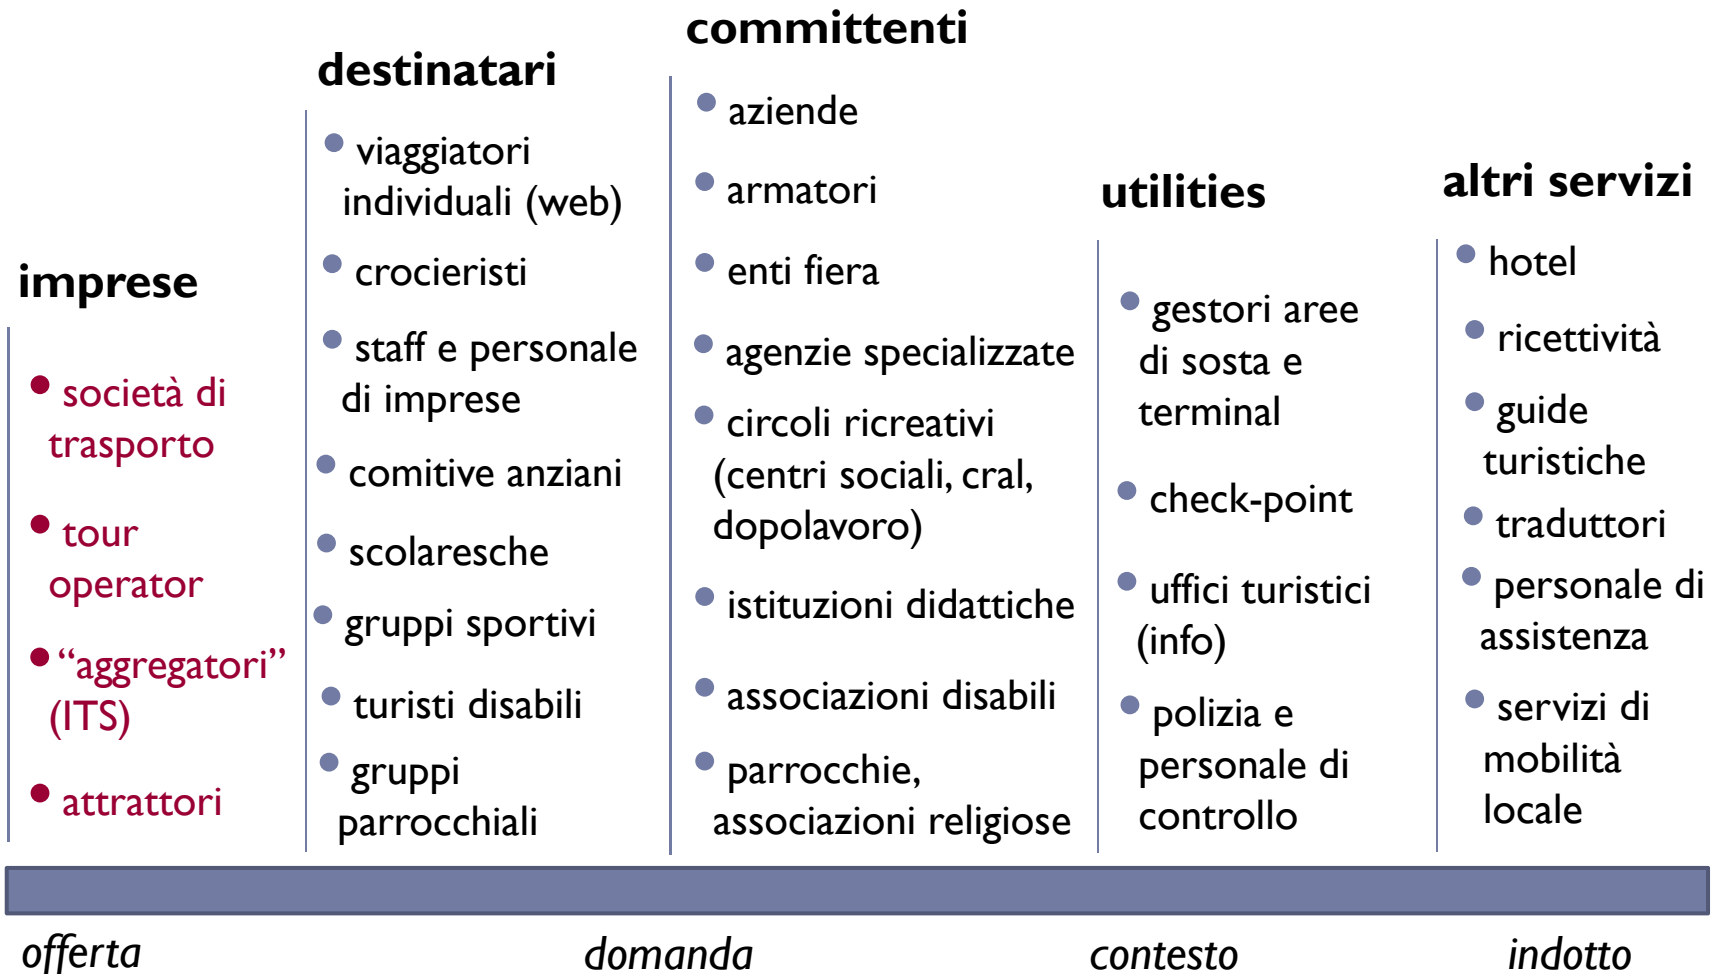 imprese
• società di
trasporto
• tour
operator
• “aggregatori”
(ITS)
• attrattori
destinatari
• viaggiatori
individuali (web)
• crocieristi
• staff e personale
di imprese
• comitive anziani
• scolaresche
• gruppi sportivi
• turisti disabili
• gruppi
parrocchiali
committenti
• aziende
• armatori
• enti fiera
• agenzie specializzate
• circoli ricreativi
(centri sociali, cral,
dopolavoro)
• istituzioni didattiche
• associazioni disabili
• parrocchie,
associazioni religiose
utilities
• gestori aree
di sosta e
terminal
• check-point
• uffici turistici
(info)
• polizia e
personale di
controllo
altri servizi
• hotel
• ricettività
• guide
turistiche
• traduttori
• personale di
assistenza
• servizi di
mobilità
locale
offerta
domanda
contesto
indotto